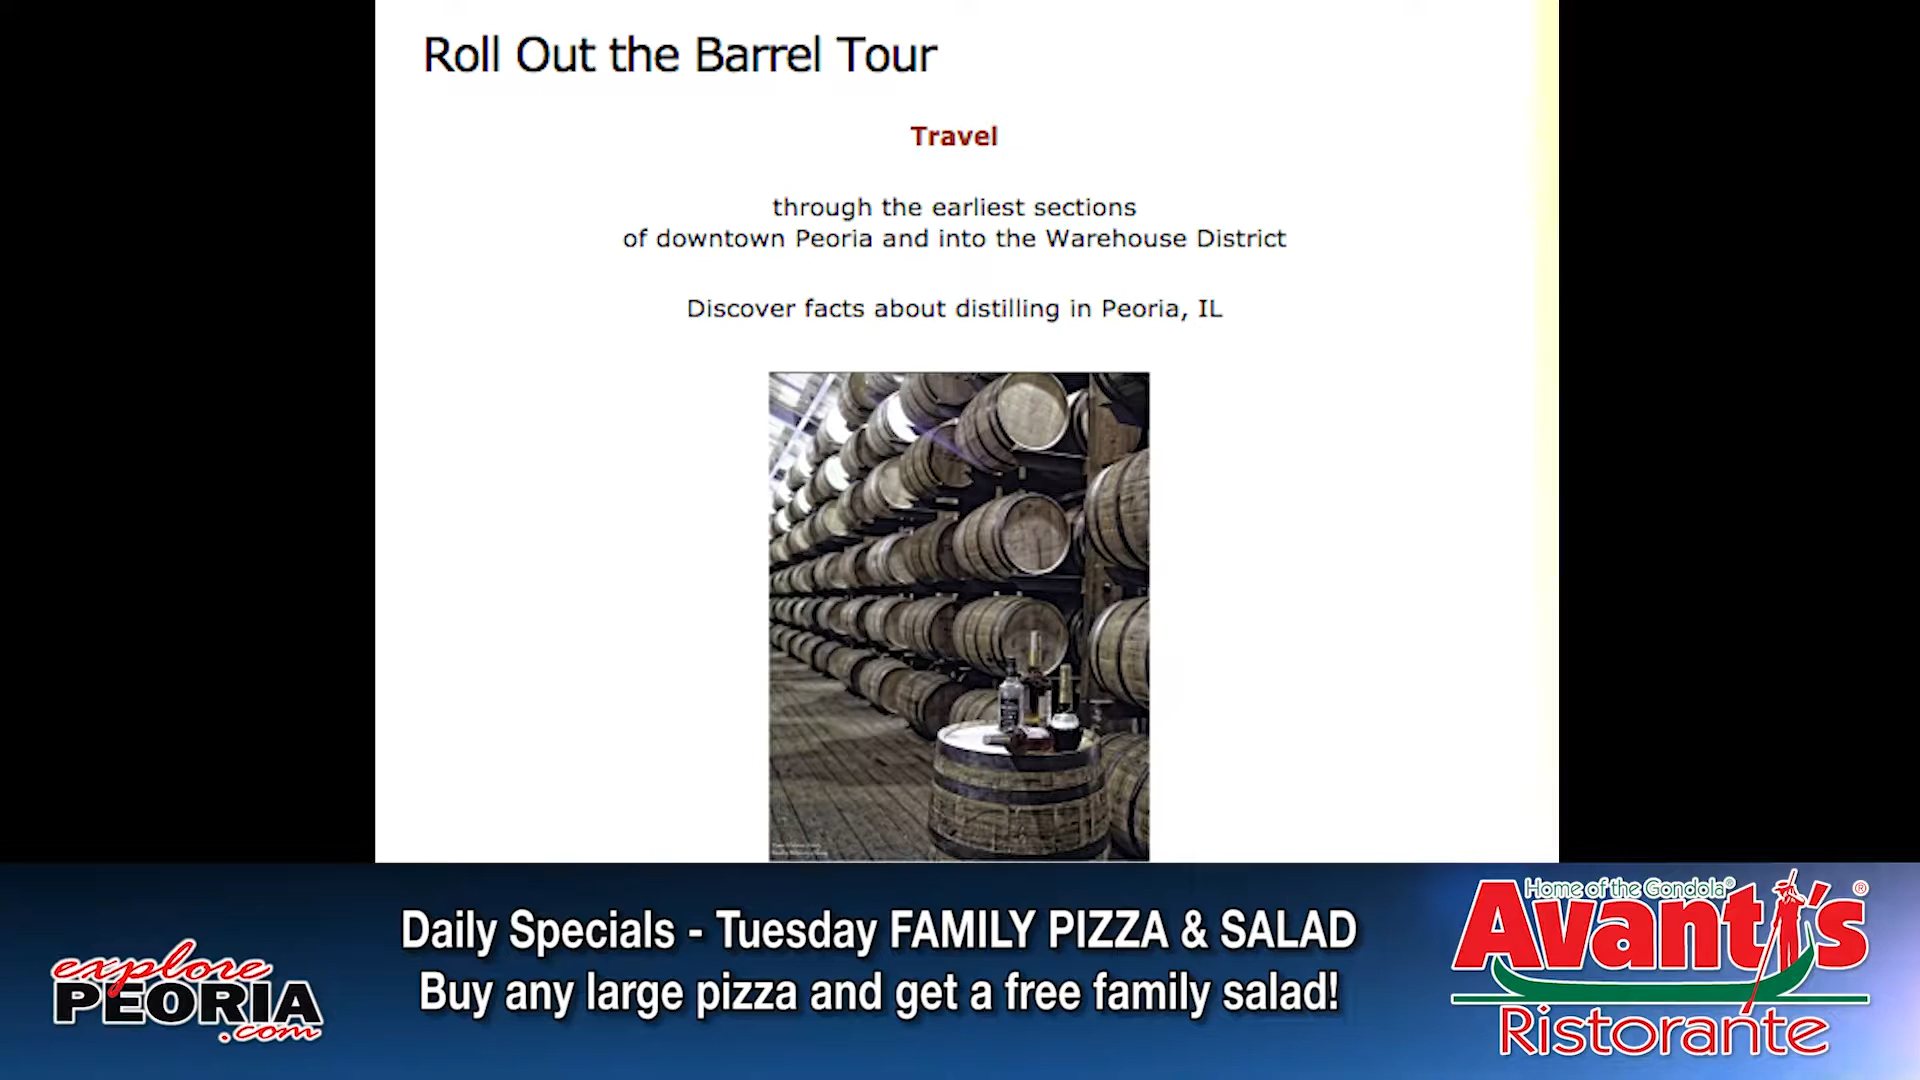 Roll Out the Barrel Tour
Travel
through the earliest sections
of downtown Peoria and into the Warehouse District
Discover facts about distilling in Peoria, IL
explore
PEORIA
.com
Daily Specials - Tuesday FAMILY PIZZA & SALAD
Buy any large pizza and get a free family salad!
Home of the Gondola®
Avanti's®
Ristorante